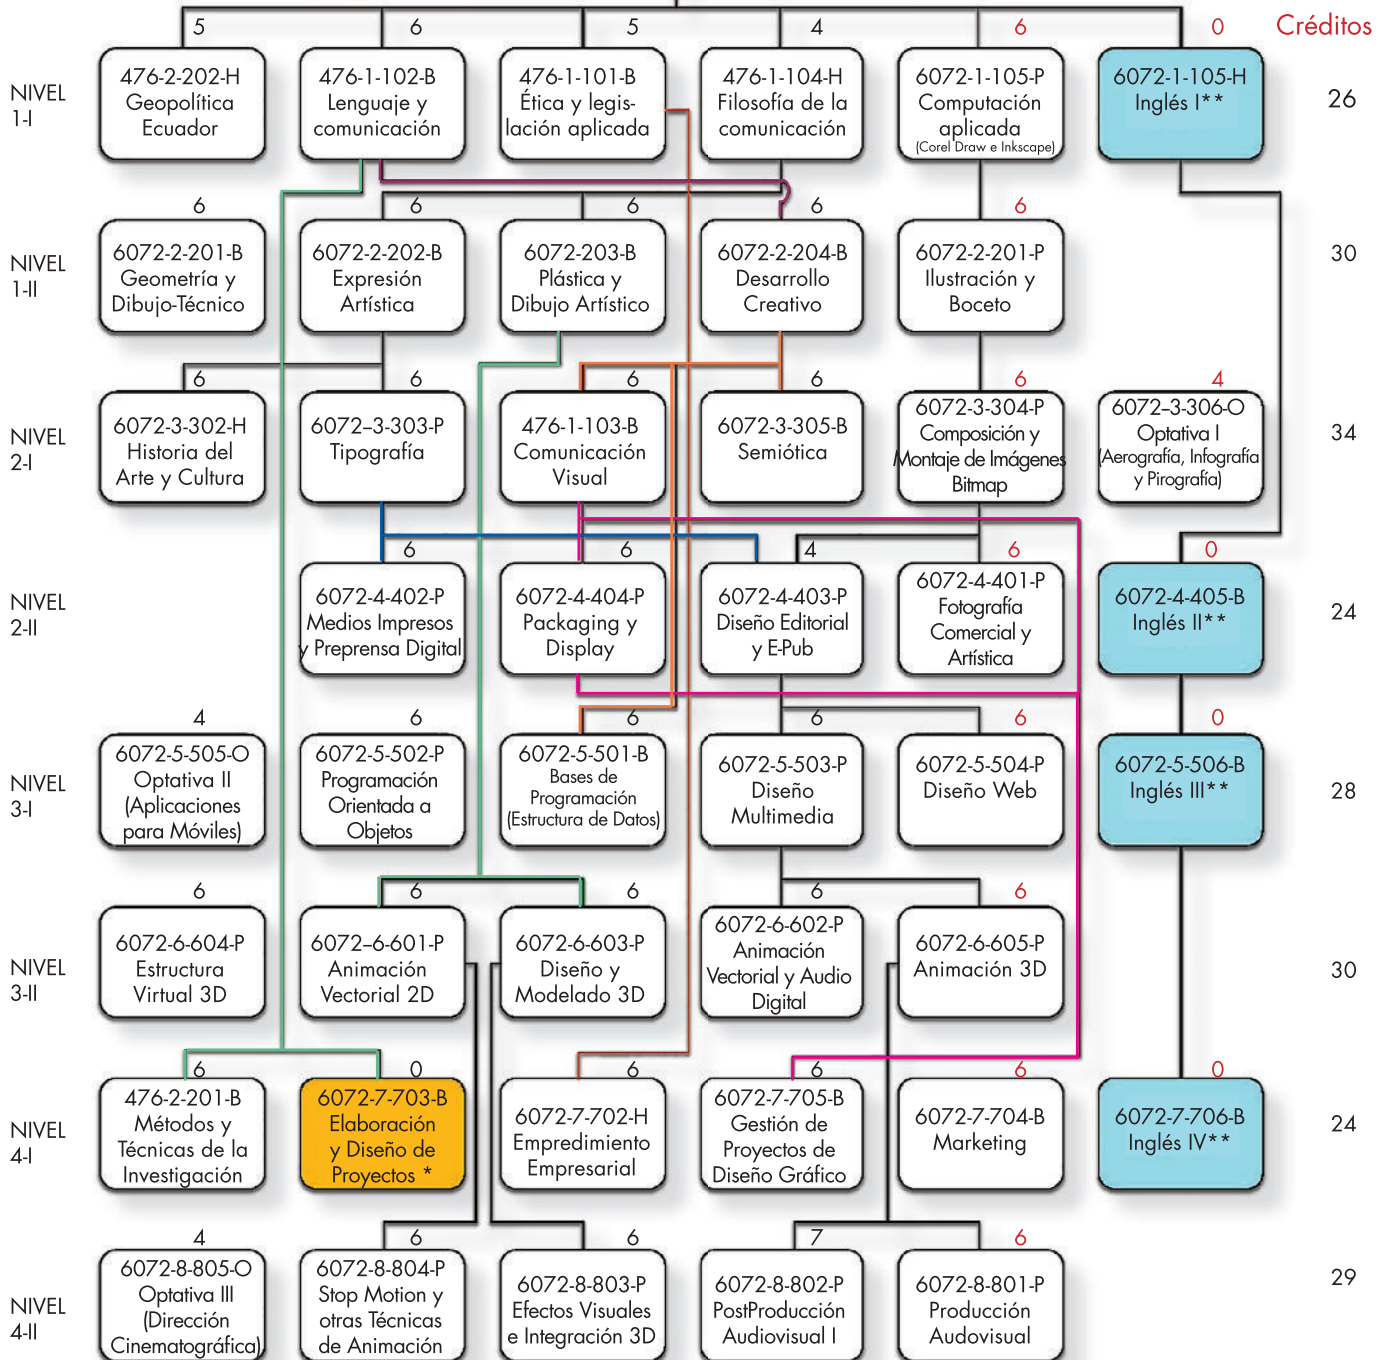 5 6 5 4 6 0 Créditos
NIVEL
1-I
476-2-202-H
Geopolítica
Ecuador
476-1-102-B
Lenguaje y
comunicación
476-1-101-B
Ética y legis-
lación aplicada
476-1-104-H
Filosofía de la
comunicación
6072-1-105-P
Computación
aplicada
(Corel Draw e Inkscape)
6072-1-105-H
Inglés I**
26
6 6 6 6 6
NIVEL
1-II
6072-2-201-B
Geometría y
Dibujo-Técnico
6072-2-202-B
Expresión
Artística
6072-203-B
Plástica y
Dibujo Artístico
6072-2-204-B
Desarrollo
Creativo
6072-2-201-P
Ilustración y
Boceto
30
6 6 6 6 6 4
NIVEL
2-I
6072-3-302-H
Historia del
Arte y Cultura
6072-3-303-P
Tipografía
476-1-103-B
Comunicación
Visual
6072-3-305-B
Semiótica
6072-3-304-P
Composición y
Montaje de Imágenes
Bitmap
6072-3-306-O
Optativa I
(Aerografía, Infografía
y Pirografía)
34
6 6 4 6 0
NIVEL
2-II
6072-4-402-P
Medios Impresos
y Preprensa Digital
6072-4-404-P
Packaging y
Display
6072-4-403-P
Diseño Editorial
y E-Pub
6072-4-401-P
Fotografía
Comercial y
Artística
6072-4-405-B
Inglés II**
24
4 6 6 6 6 0
NIVEL
3-I
6072-5-505-O
Optativa II
(Aplicaciones
para Móviles)
6072-5-502-P
Programación
Orientada a
Objetos
6072-5-501-B
Bases de
Programación
(Estructura de Datos)
6072-5-503-P
Diseño
Multimedia
6072-5-504-P
Diseño Web
6072-5-506-B
Inglés III**
28
6 6 6 6 6
NIVEL
3-II
6072-6-604-P
Estructura
Virtual 3D
6072-6-601-P
Animación
Vectorial 2D
6072-6-603-P
Diseño y
Modelado 3D
6072-6-602-P
Animación
Vectorial y Audio
Digital
6072-6-605-P
Animación 3D
30
6 0 6 6 6 0
NIVEL
4-I
476-2-201-B
Métodos y
Técnicas de la
Investigación
6072-7-703-B
Elaboración
y Diseño de
Proyectos *
6072-7-702-H
Empredimiento
Empresarial
6072-7-705-B
Gestión de
Proyectos de
Diseño Gráfico
6072-7-704-B
Marketing
6072-7-706-B
Inglés IV**
24
4 6 6 7 6
NIVEL
4-II
6072-8-805-O
Optativa III
(Dirección
Cinematográfica)
6072-8-804-P
Stop Motion y
otras Técnicas
de Animación
6072-8-803-P
Efectos Visuales
e Integración 3D
6072-8-802-P
PostProducción
Audiovisual I
6072-8-801-P
Producción
Audovisual
29